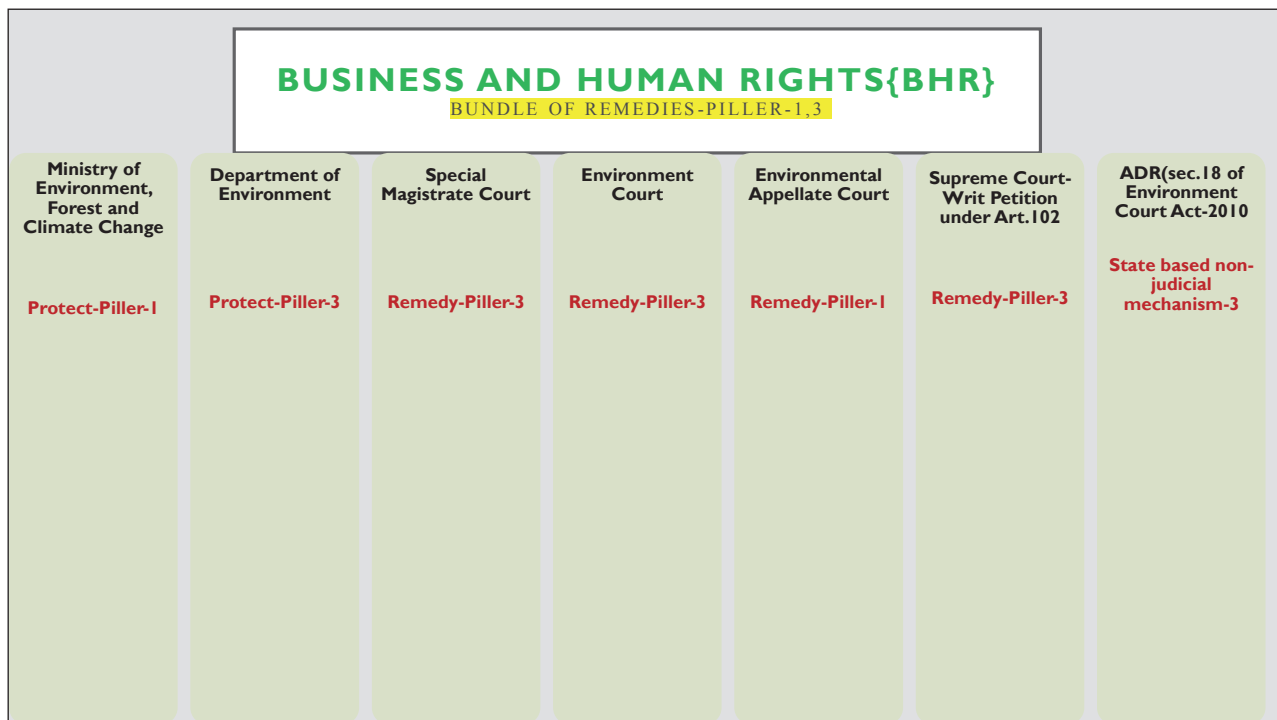 BUSINESS AND HUMAN RIGHTS{BHR}
BUNDLE OF REMEDIES-PILLER-1,3
Ministry of
Environment,
Forest and
Climate Change
Protect-Piller-1
Department of
Environment
Protect-Piller-3
Special
Magistrate Court
Remedy-Piller-3
Environment
Court
Remedy-Piller-3
Environmental
Appellate Court
Remedy-Piller-1
Supreme Court-
Writ Petition
under Art.102
Remedy-Piller-3
ADR(sec.18 of
Environment
Court Act-2010
State based non-
judicial
mechanism-3